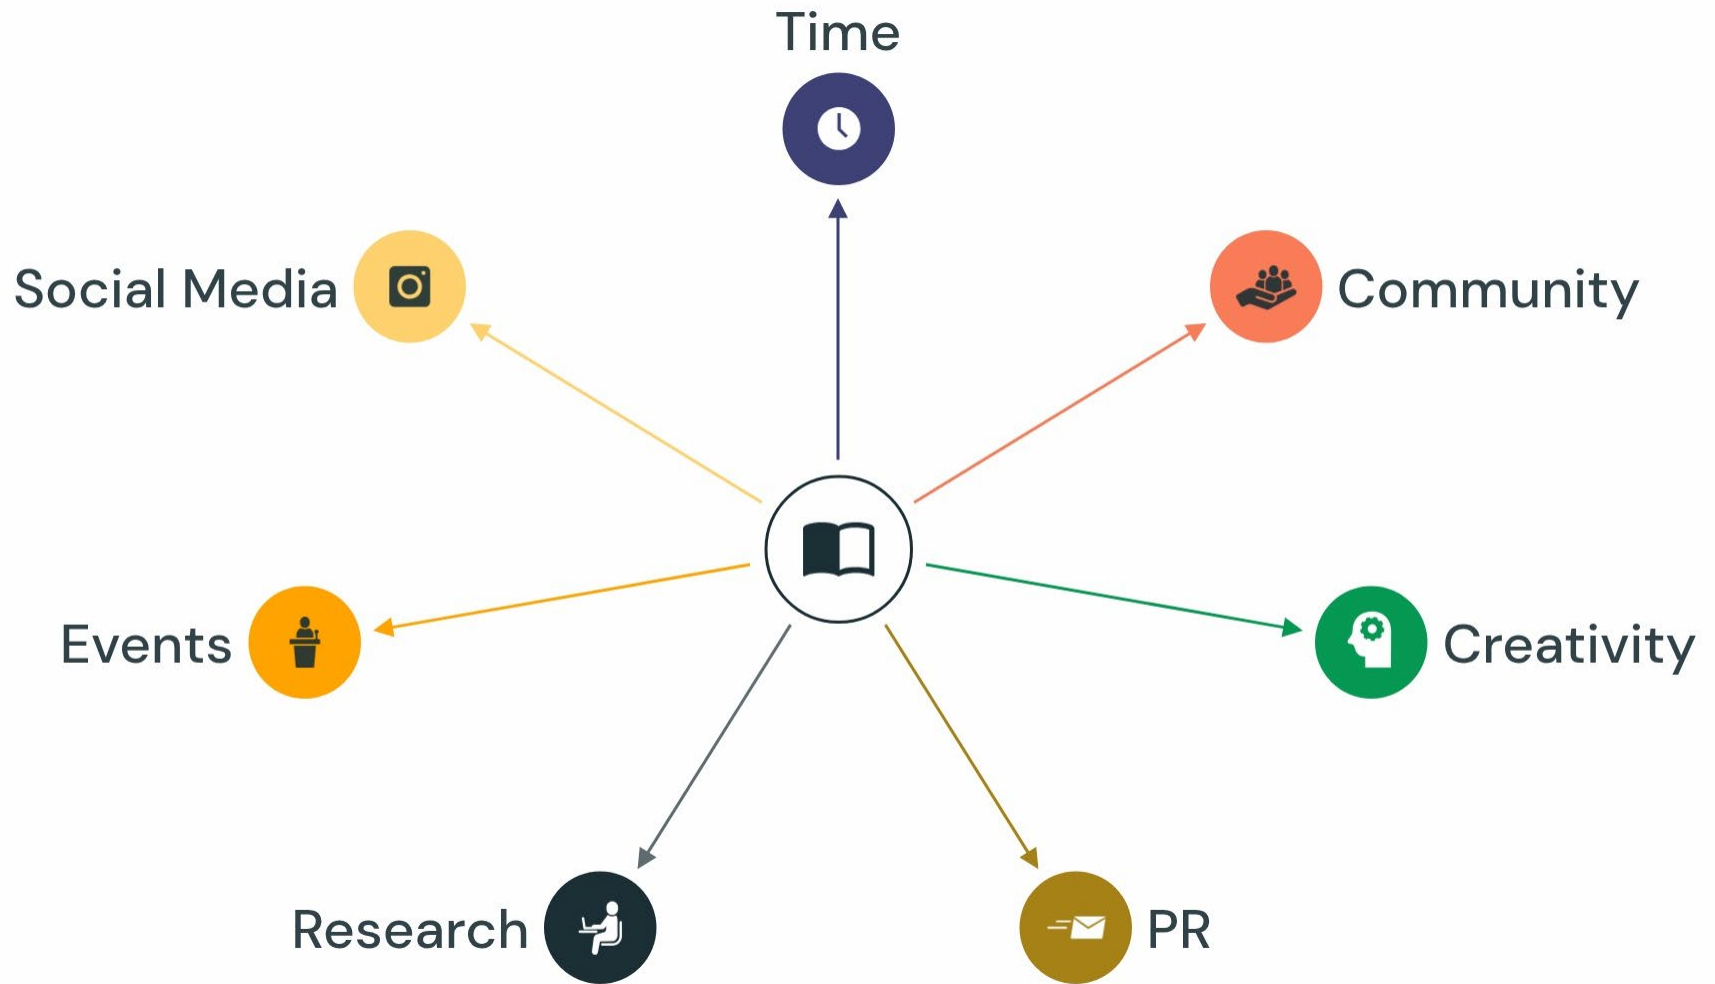 Time
Social Media
Community
Events
Creativity
Research
PR